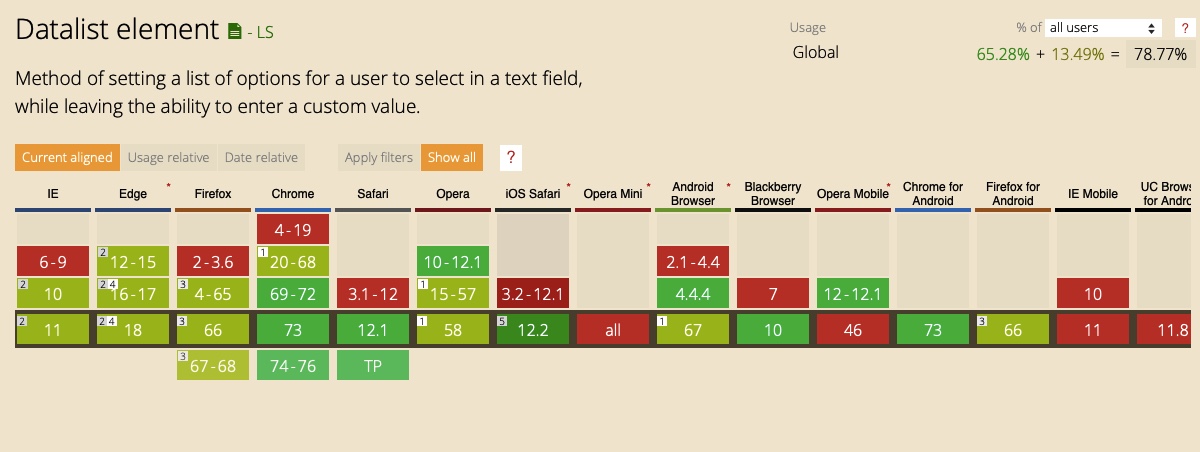 Datalist element - LS
Usage % of all users ?
Global 65.28% + 13.49% = 78.77%
Method of setting a list of options for a user to select in a text field,
while leaving the ability to enter a custom value.
Current aligned Usage relative Date relative Apply filters Show all ?
IE Edge * Firefox Chrome Safari Opera iOS Safari * Opera Mini * Android Browser * Blackberry Browser Opera Mobile * Chrome for Android Firefox for Android IE Mobile UC Brows for Andro
4-19
6-9 2 12-15 2-3.6 1 20-68 10-12.1 2.1-4.4
2 10 2 4 16-17 3 4-65 69-72 3.1-12 1 15-57 3.2-12.1 4.4.4 7 12-12.1 10
2 11 2 4 18 3 66 73 12.1 1 58 5 12.2 all 1 67 10 46 73 3 66 11 11.8
3 67-68 74-76 TP